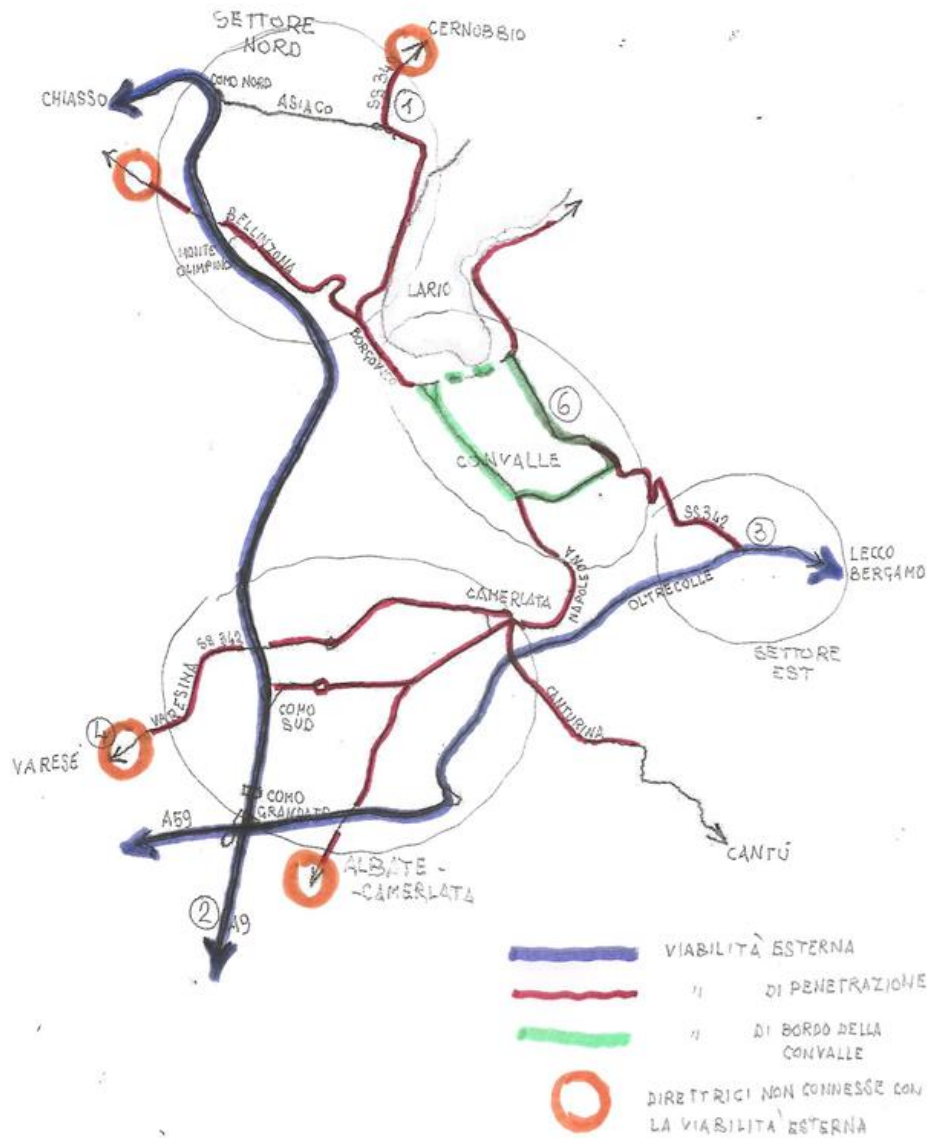 SETTORE
NORD
CERNOBBIO
COMO NORD
CHIASSO
ASIAGO
SS 340
1
BELLINZONA
MONTE
OLIMPINO
LARIO
BORGOVICO
6
CONVALLE
SS 342
3
LECCO
BERGAMO
NAPOLEONA
OLTRECOLLE
CAMERLATA
SETTORE
EST
SS 342
VARESINA
COMO
SUD
CANTURINA
4
VARESE
COMO
GRANDATE
A59
CANTÙ
ALBATE -
-CAMERLATA
2
A9
VIABILITÀ ESTERNA
" DI PENETRAZIONE
" DI BORDO DELLA
CONVALLE
DIRETTRICI NON CONNESSE CON
LA VIABILITÀ ESTERNA